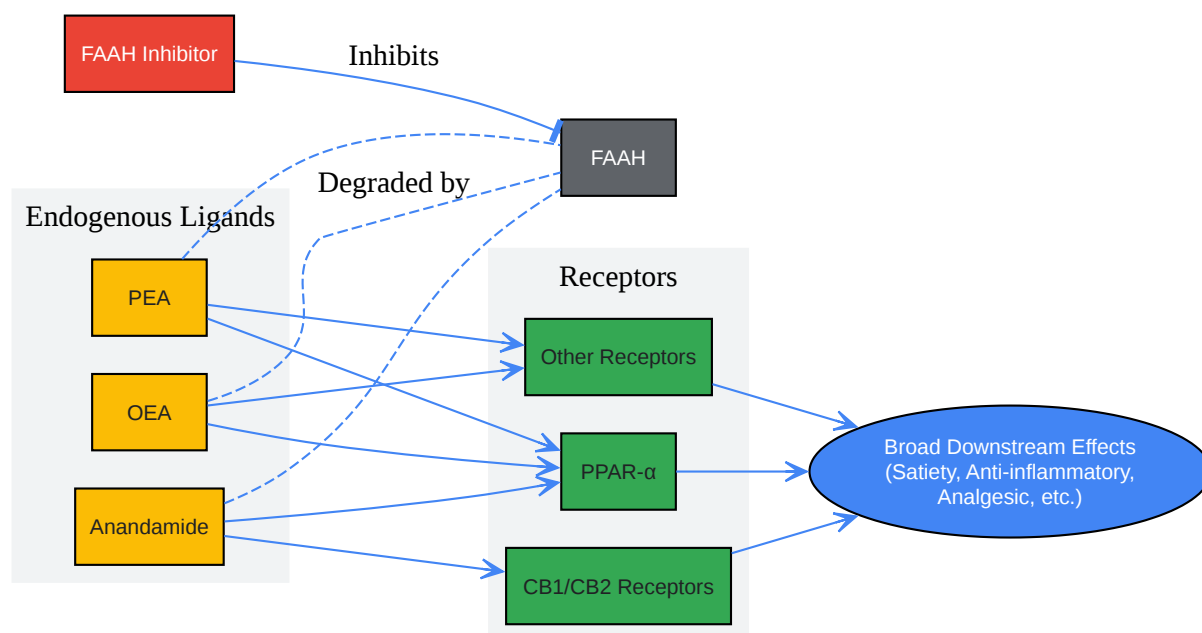 FAAH Inhibitor
Inhibits
FAAH
Degraded by
Endogenous Ligands
PEA
OEA
Anandamide
Receptors
Other Receptors
PPAR-α
CB1/CB2 Receptors
Broad Downstream Effects
(Satiety, Anti-inflammatory,
Analgesic, etc.)